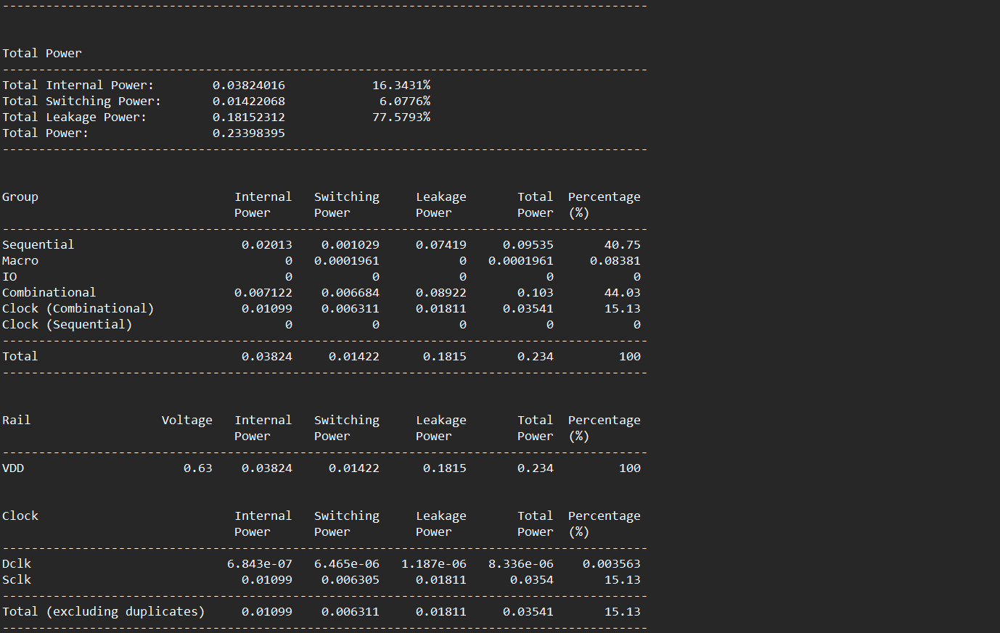 -----------------------------------------------------------------------------------------
Total Power
-----------------------------------------------------------------------------------------
Total Internal Power:        0.03824016            16.3431%
Total Switching Power:       0.01422068             6.0776%
Total Leakage Power:         0.18152312            77.5793%
Total Power:                 0.23398395
-----------------------------------------------------------------------------------------
Group                           Internal   Switching     Leakage       Total  Percentage
                                Power      Power         Power         Power  (%)
-----------------------------------------------------------------------------------------
Sequential                       0.02013    0.001029     0.07419     0.09535       40.75
Macro                                  0   0.0001961           0   0.0001961     0.08381
IO                                     0           0           0           0           0
Combinational                   0.007122    0.006684     0.08922       0.103       44.03
Clock (Combinational)            0.01099    0.006311     0.01811     0.03541       15.13
Clock (Sequential)                     0           0           0           0           0
-----------------------------------------------------------------------------------------
Total                            0.03824     0.01422      0.1815       0.234         100
-----------------------------------------------------------------------------------------
Rail                  Voltage   Internal   Switching     Leakage       Total  Percentage
                                Power      Power         Power         Power  (%)
-----------------------------------------------------------------------------------------
VDD                      0.63    0.03824     0.01422      0.1815       0.234         100
Clock                           Internal   Switching     Leakage       Total  Percentage
                                Power      Power         Power         Power  (%)
-----------------------------------------------------------------------------------------
Dclk                           6.843e-07   6.465e-06   1.187e-06   8.336e-06    0.003563
Sclk                             0.01099    0.006305     0.01811      0.0354       15.13
-----------------------------------------------------------------------------------------
Total (excluding duplicates)     0.01099    0.006311     0.01811     0.03541       15.13
-----------------------------------------------------------------------------------------